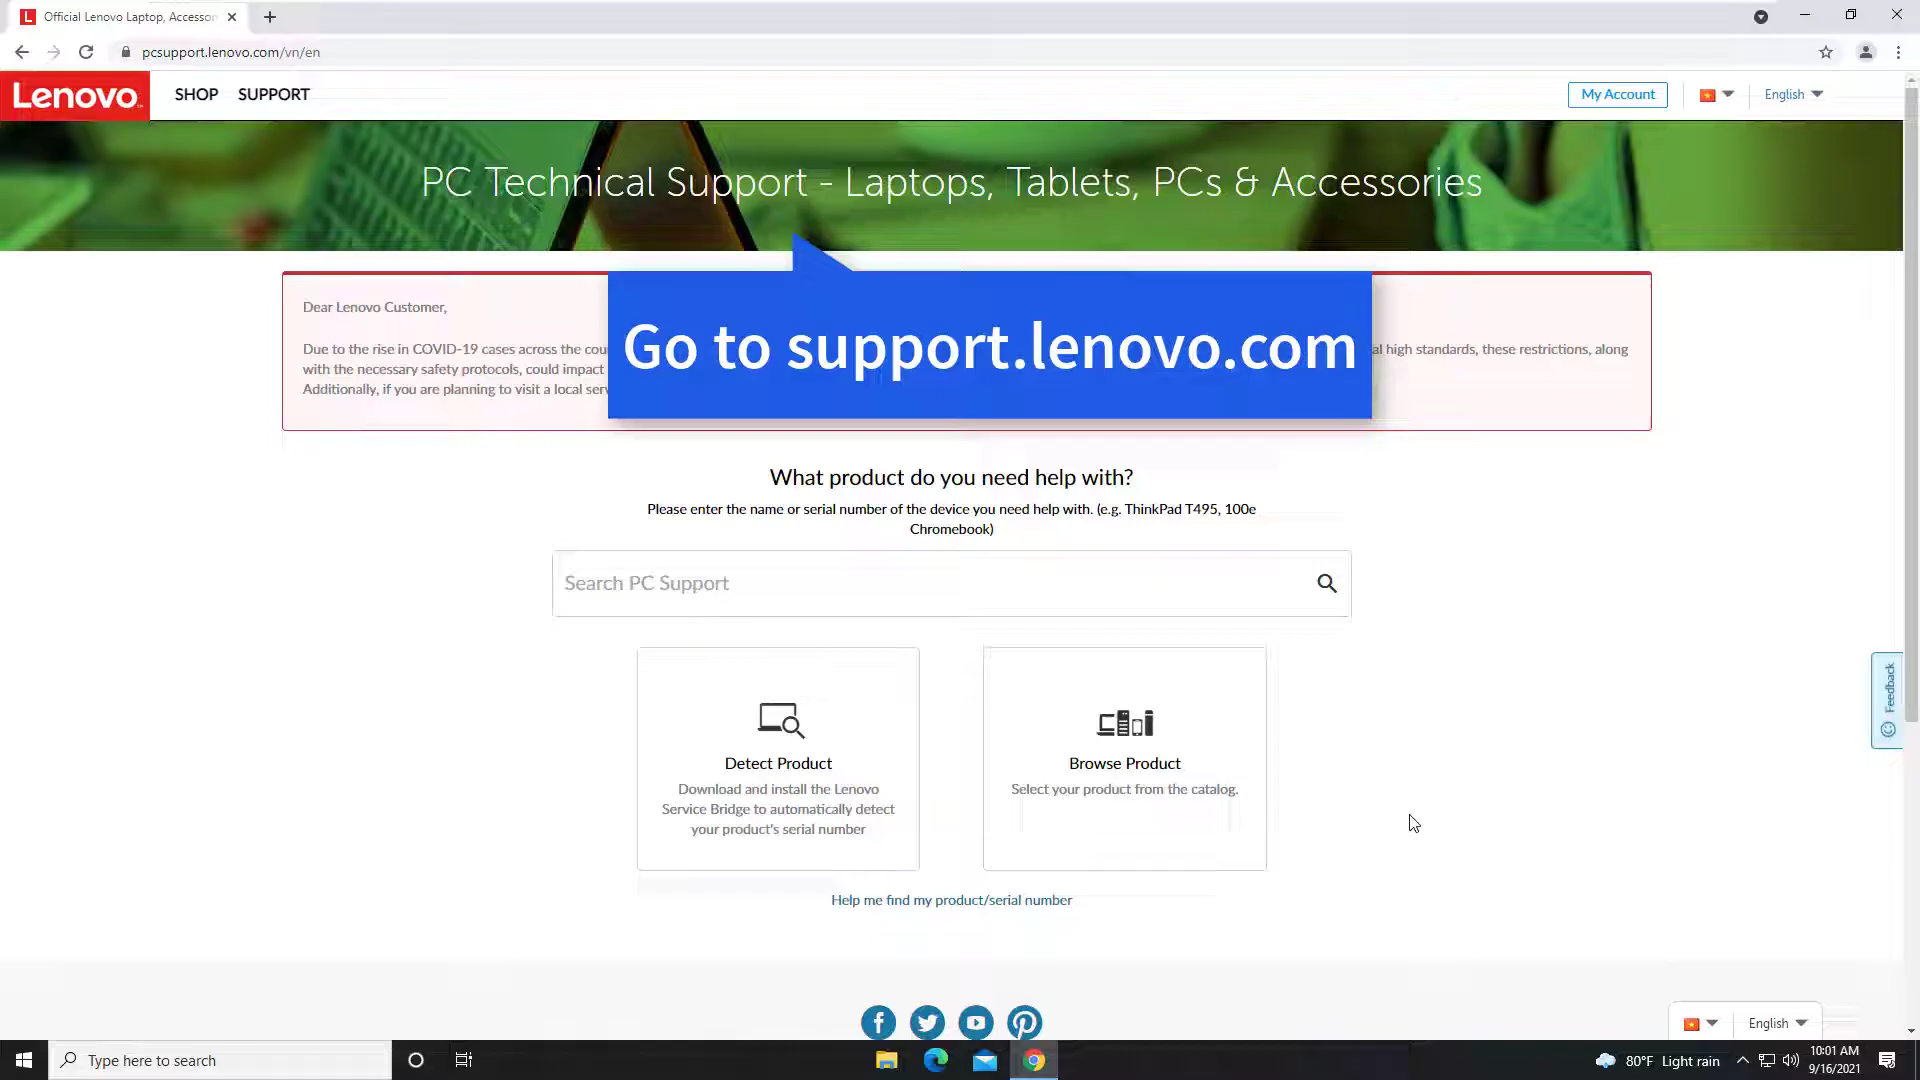 Official Lenovo Laptop, Accessor
pcsupport.lenovo.com/vn/en
Lenovo
SHOP
SUPPORT
My Account
English
PC Technical Support - Laptops, Tablets, PCs & Accessories
Go to support.lenovo.com
Dear Lenovo Customer,
Due to the rise in COVID-19 cases across the cou
al high standards, these restrictions, along
with the necessary safety protocols, could impact
Additionally, if you are planning to visit a local serv
What product do you need help with?
Please enter the name or serial number of the device you need help with. (e.g. ThinkPad T495, 100e
Chromebook)
Search PC Support
Detect Product
Download and install the Lenovo
Service Bridge to automatically detect
your product's serial number
Browse Product
Select your product from the catalog.
Feedback
Help me find my product/serial number
English
Type here to search
80°F Light rain
10:01 AM
9/16/2021